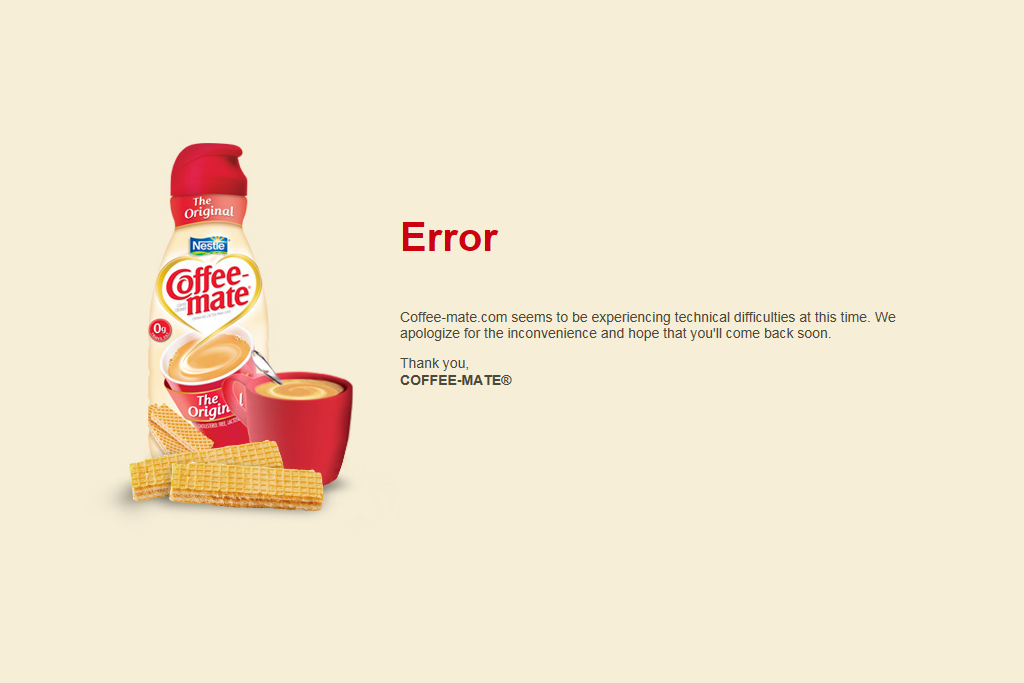 The
Original
Nestlé
Coffee-
mate®
0g
The
Origin
Error
Coffee-mate.com seems to be experiencing technical difficulties at this time. We
apologize for the inconvenience and hope that you'll come back soon.
Thank you,
COFFEE-MATE®